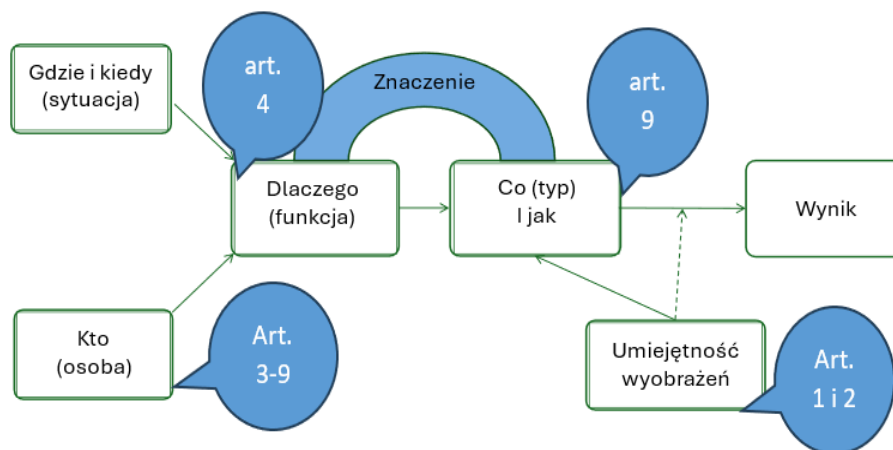 Gdzie i kiedy
(sytuacja)
art.
4
Znaczenie
art.
9
Dlaczego
(funkcja)
Co (typ)
I jak
Wynik
Kto
(osoba)
Art.
3-9
Umiejętność
wyobrażeń
Art.
1 i 2